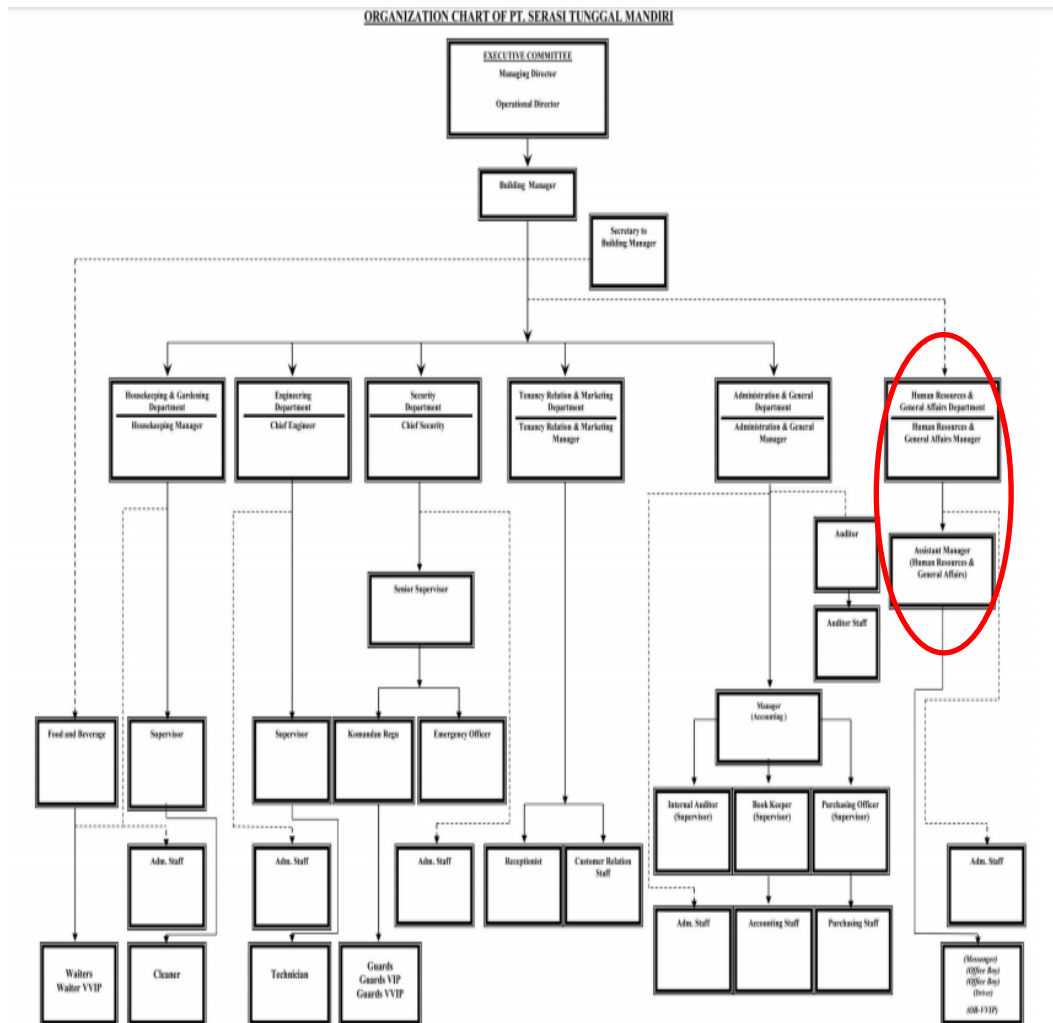 ORGANIZATION CHART OF PT. SERASI TUNGGAL MANDIRI
EXECUTIVE COMMITTEE
Managing Director
Operational Director
Building Manager
Secretary to
Building Manager
Housekeeping & Gardening
Department
Housekeeping Manager
Engineering
Department
Chief Engineer
Security
Department
Chief Security
Tenancy Relation & Marketing
Department
Tenancy Relation & Marketing
Manager
Administration & General
Department
Administration & General
Manager
Human Resources &
General Affairs Department
Human Resources &
General Affairs Manager
Auditor
Assistant Manager
(Human Resources &
General Affairs)
Senior Supervisor
Auditor Staff
Manager
(Accounting )
Food and Beverage
Supervisor
Supervisor
Komandan Regu
Emergency Officer
Internal Auditor
(Supervisor)
Book Keeper
(Supervisor)
Purchasing Officer
(Supervisor)
Adm. Staff
Adm. Staff
Adm. Staff
Receptionist
Customer Relation
Staff
Adm. Staff
Adm. Staff
Accounting Staff
Purchasing Staff
Waiters
Waiter VVIP
Cleaner
Technician
Guards
Guards VIP
Guards VVIP
(Messenger)
(Office Boy)
(Office Boy)
(Driver)
(OB-VVIP)